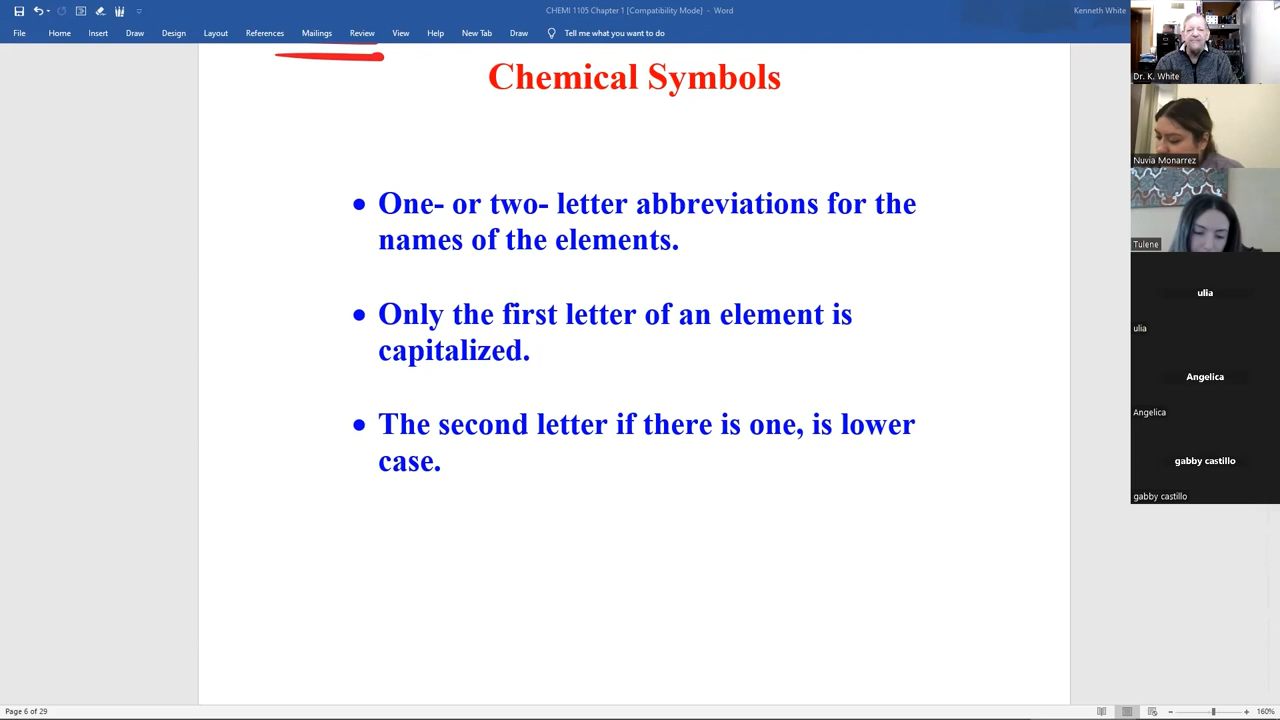 CHEMI 1105 Chapter 1 [Compatibility Mode] - Word
Kenneth White
File Home Insert Draw Design Layout References Mailings Review View Help New Tab Draw Tell me what you want to do
Chemical Symbols
• One- or two- letter abbreviations for the
names of the elements.
• Only the first letter of an element is
capitalized.
• The second letter if there is one, is lower
case.
Dr. K. White
Nuvia Monarrez
Tulene
ulia
ulia
Angelica
Angelica
gabby castillo
gabby castillo
Page 6 of 29
160%